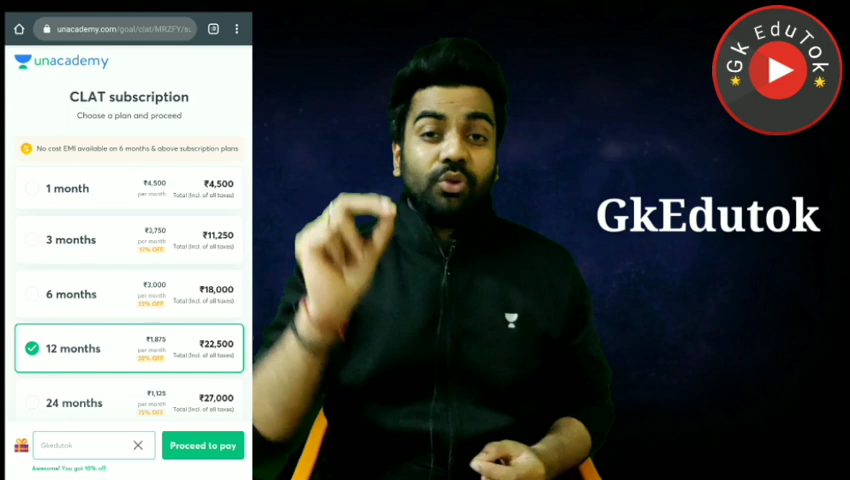 unacademy.com/goal/clat/MRZFY/su
unacademy
CLAT subscription
Choose a plan and proceed
No cost EMI available on 6 months & above subscription plans
1 month
₹4,500
per month
₹4,500
Total (Incl. of all taxes)
3 months
₹3,750
per month
17% OFF
₹11,250
Total (Incl. of all taxes)
6 months
₹3,000
per month
33% OFF
₹18,000
Total (Incl. of all taxes)
12 months
₹1,875
per month
58% OFF
₹22,500
Total (Incl. of all taxes)
24 months
₹1,125
per month
75% OFF
₹27,000
Total (Incl. of all taxes)
Gkedutok
Proceed to pay
Awesome! You got 10% off
Gk EduTok
GkEdutok